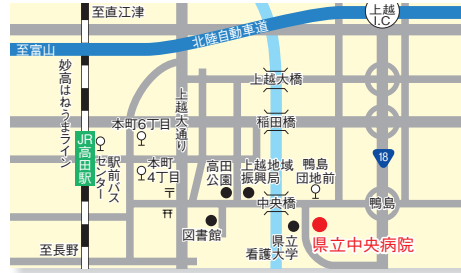 至直江津
上越
I.C
北陸自動車道
至富山
妙高はねうまライン
上越大通り
上越大橋
本町6丁目
稲田橋
JR
高田駅
駅前バス
センター
本町
4丁目
高田
公園
上越地域
振興局
鴨島
団地前
18
中央橋
鴨島
図書館
県立
看護大学
県立中央病院
至長野